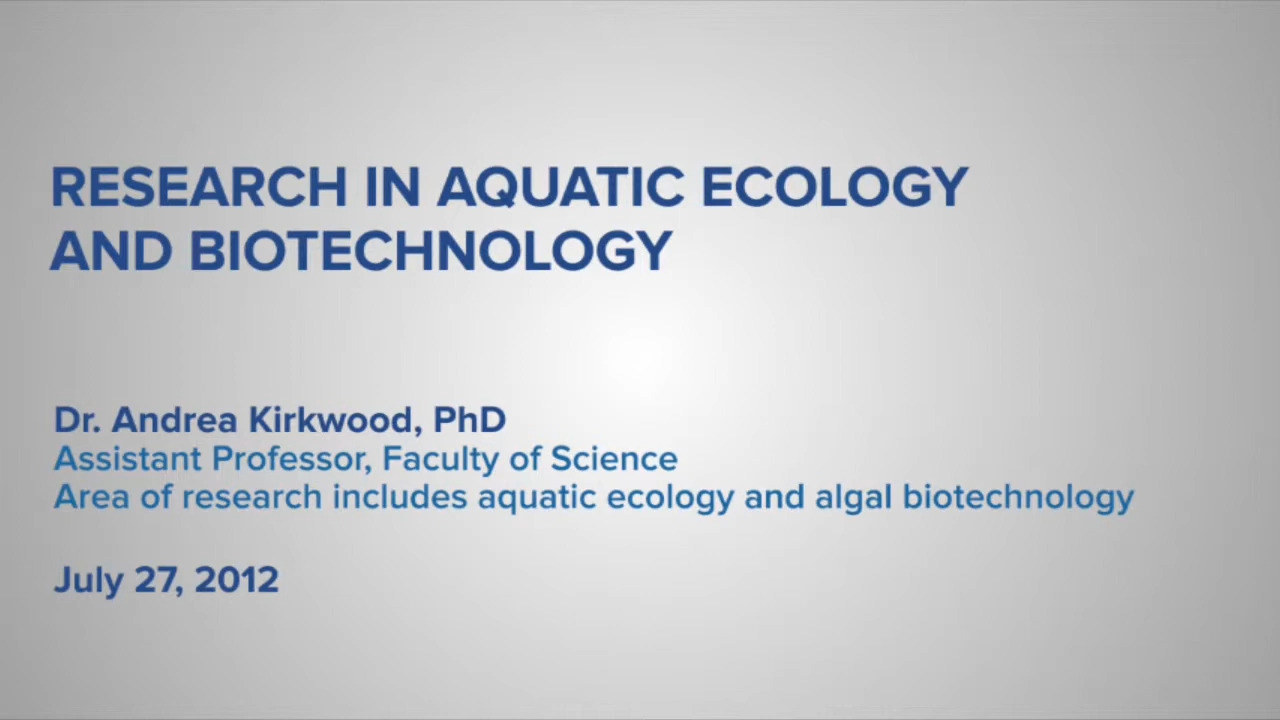 RESEARCH IN AQUATIC ECOLOGY
AND BIOTECHNOLOGY
Dr. Andrea Kirkwood, PhD
Assistant Professor, Faculty of Science
Area of research includes aquatic ecology and algal biotechnology
July 27, 2012